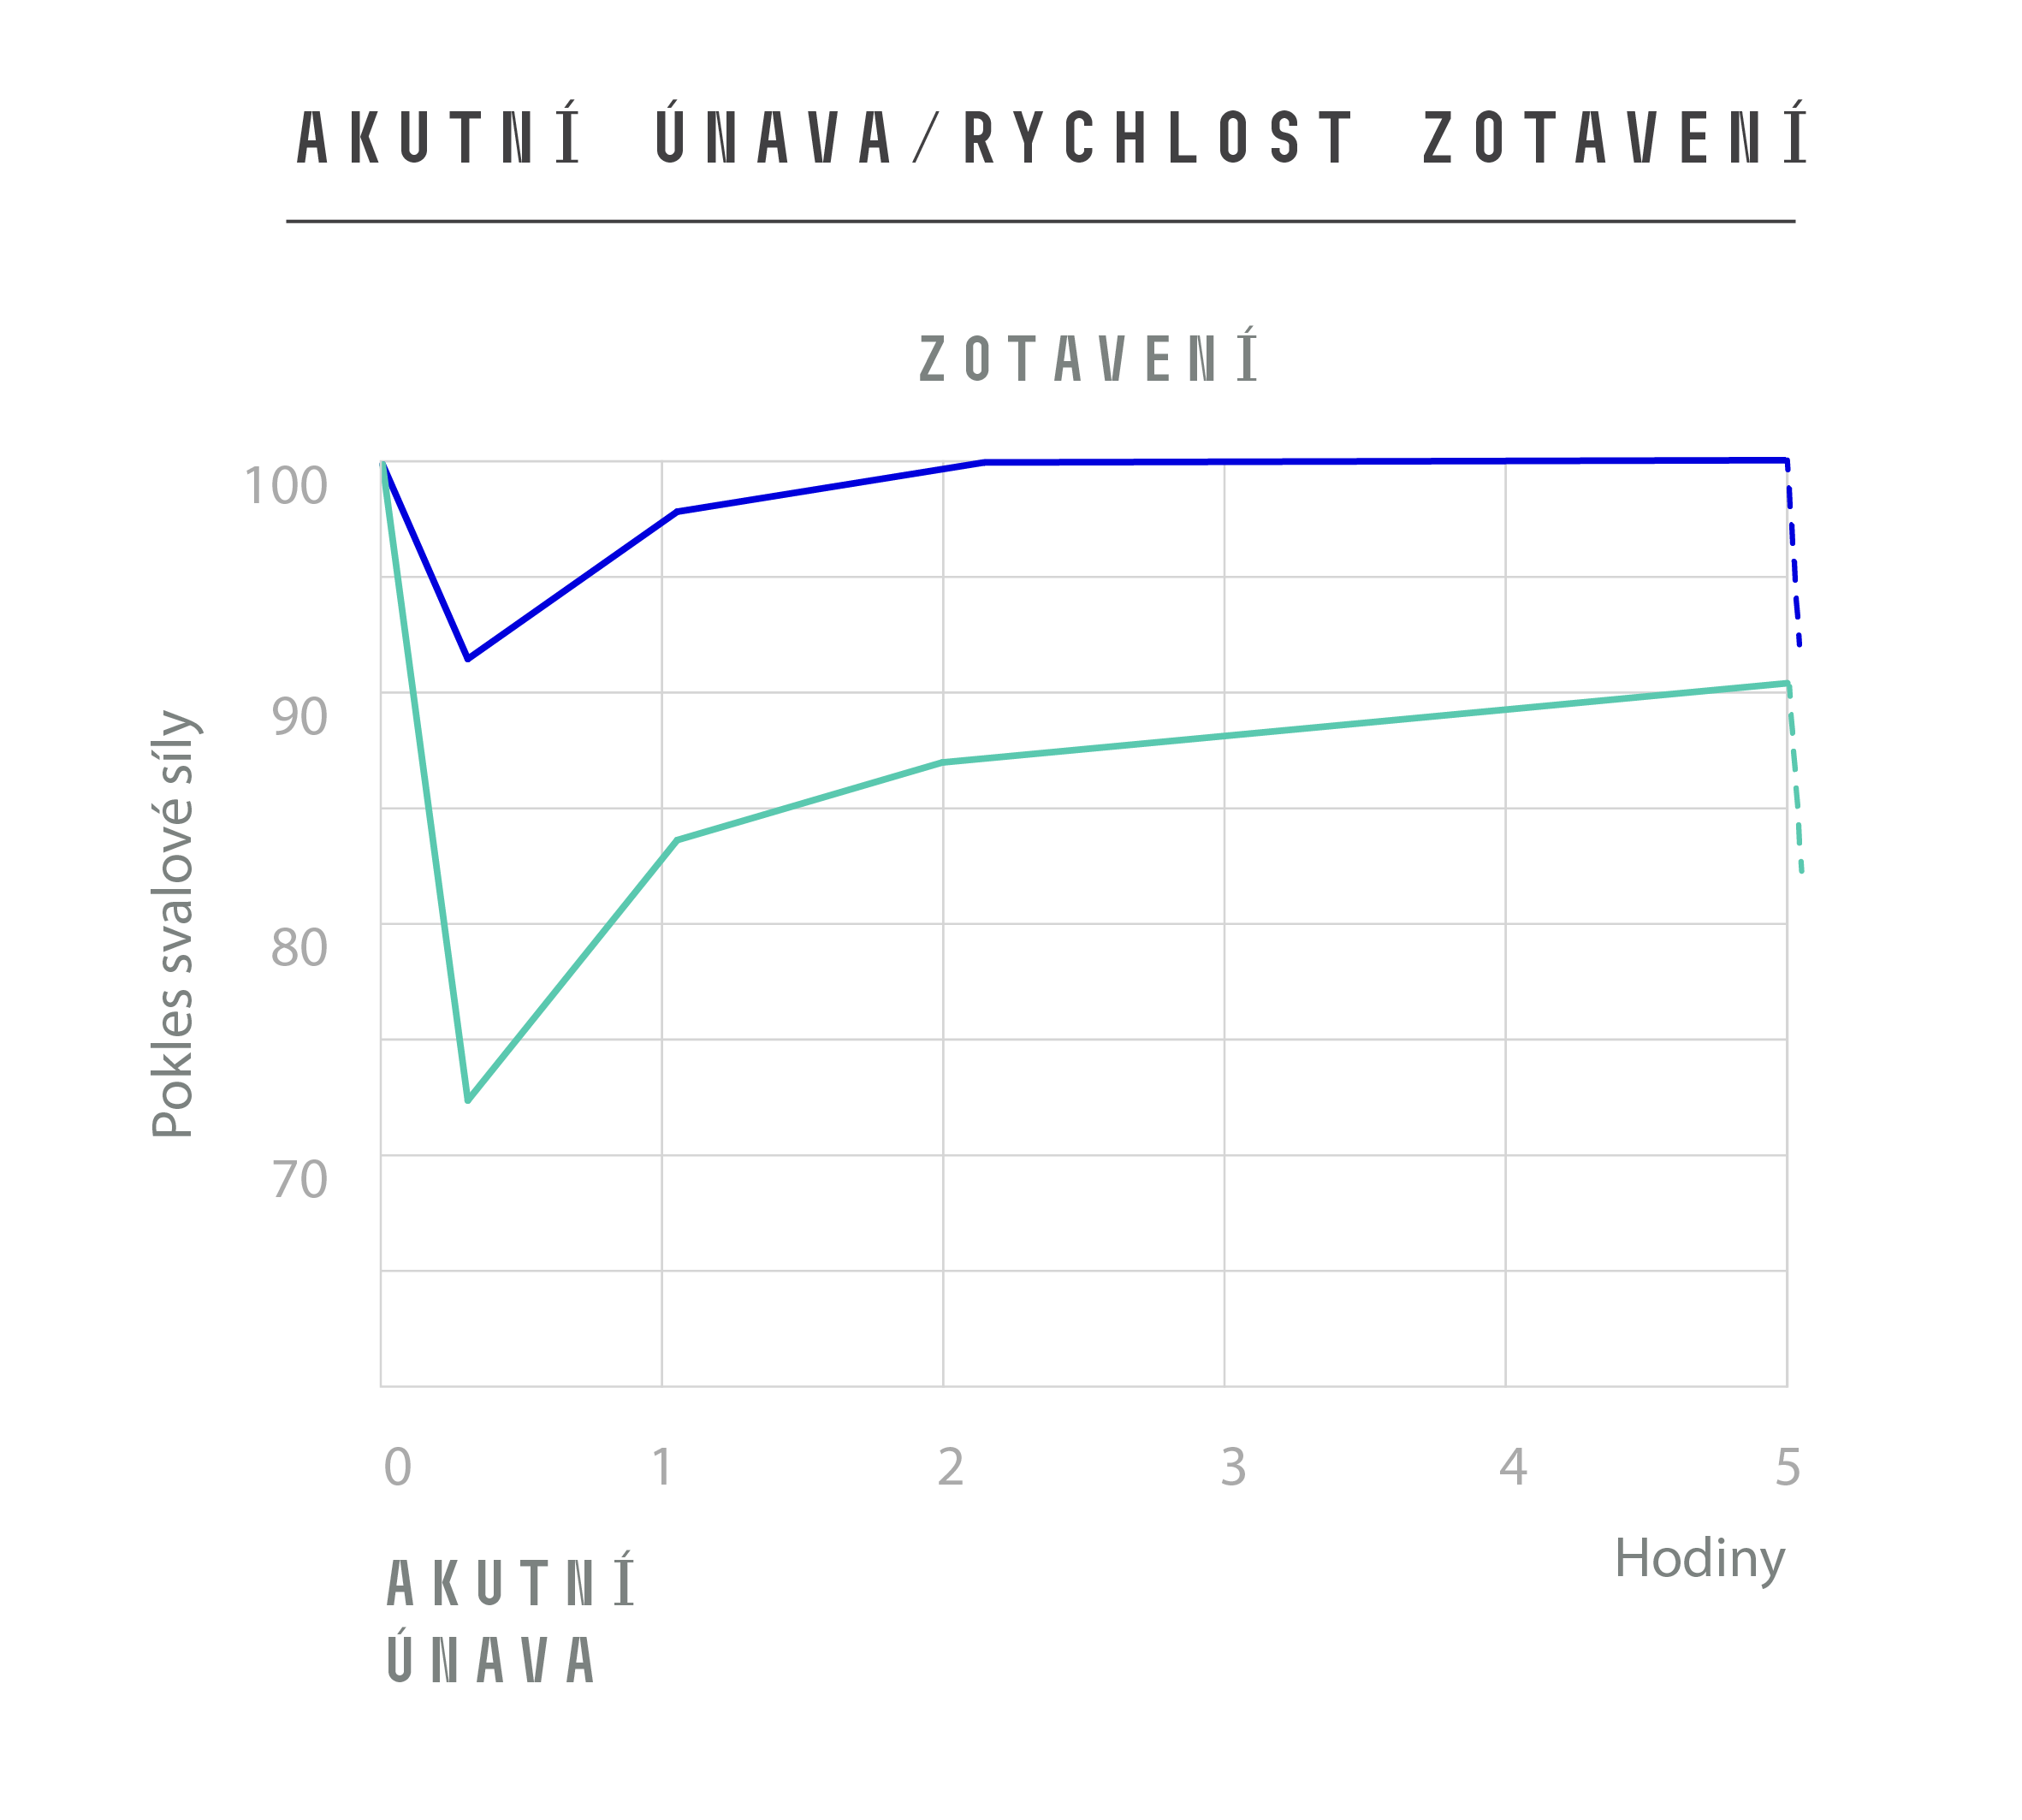 AKUTNÍ ÚNAVA/RYCHLOST ZOTAVENÍ
ZOTAVENÍ
100
90
80
70
Pokles svalové síly
0 1 2 3 4 5
Hodiny
AKUTNÍ
ÚNAVA